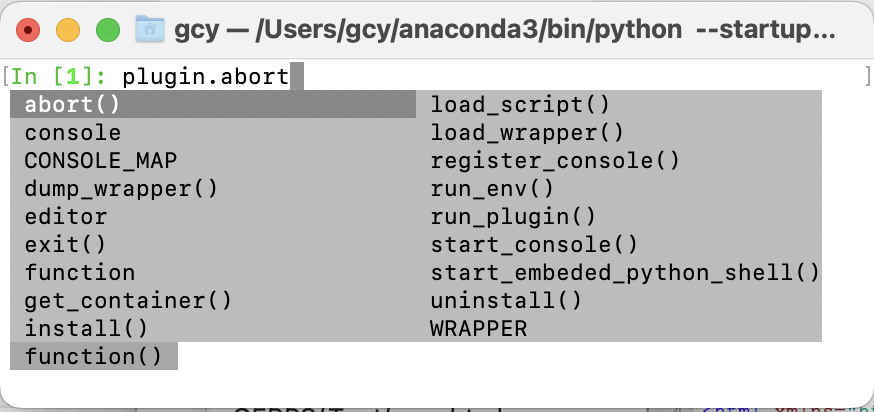 gcy — /Users/gcy/anaconda3/bin/python --startup...
[In [1]: plugin.abort ]
abort() load_script()
console load_wrapper()
CONSOLE_MAP register_console()
dump_wrapper() run_env()
editor run_plugin()
exit() start_console()
function start_embeded_python_shell()
get_container() uninstall()
install() WRAPPER
function()